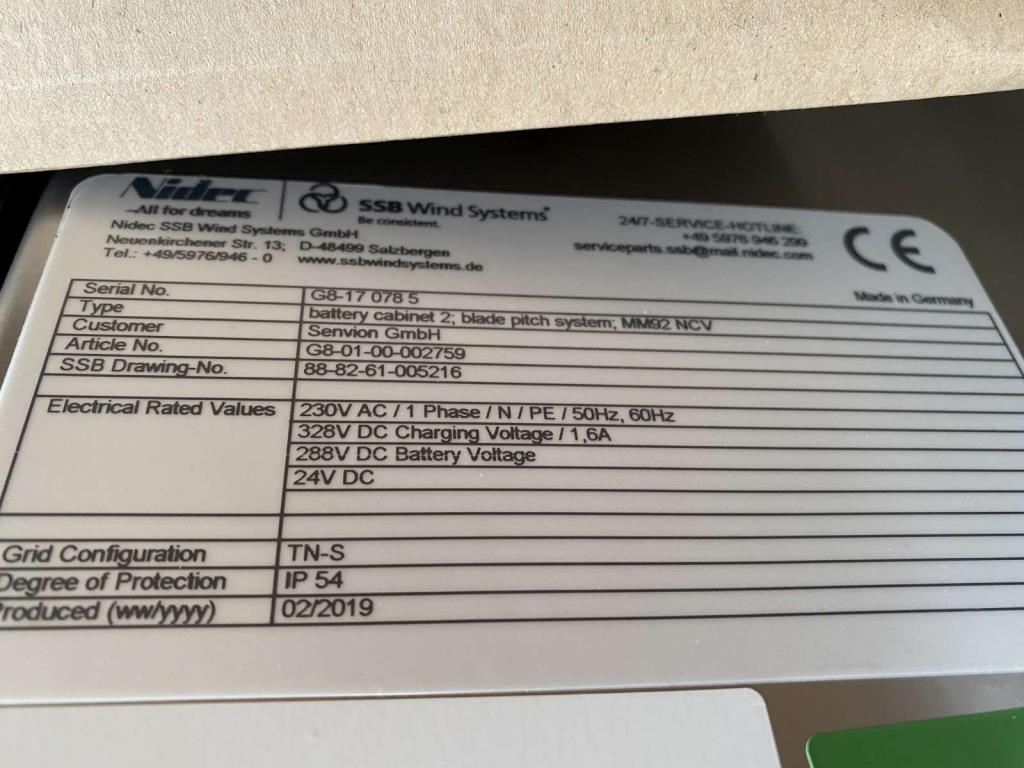 Nidec
-All for dreams
SSB Wind Systems
Be consistent.
Nidec SSB Wind Systems GmbH
Neuenkirchener Str. 13; D-48499 Salzbergen
Tel.: +49/5976/946 - 0 www.ssbwindsystems.de
24/7-SERVICE-HOTLINE:
+49 5976 946 299
serviceparts.ssb@mail.nidec.com
CE
Made in Germany
Serial No. G8-17 078 5
Type battery cabinet 2; blade pitch system; MM92 NCV
Customer Senvion GmbH
Article No. G8-01-00-002759
SSB Drawing-No. 88-82-61-005216
Electrical Rated Values 230V AC / 1 Phase / N / PE / 50Hz, 60Hz
328V DC Charging Voltage / 1,6A
288V DC Battery Voltage
24V DC
Grid Configuration TN-S
Degree of Protection IP 54
Produced (ww/yyyy) 02/2019